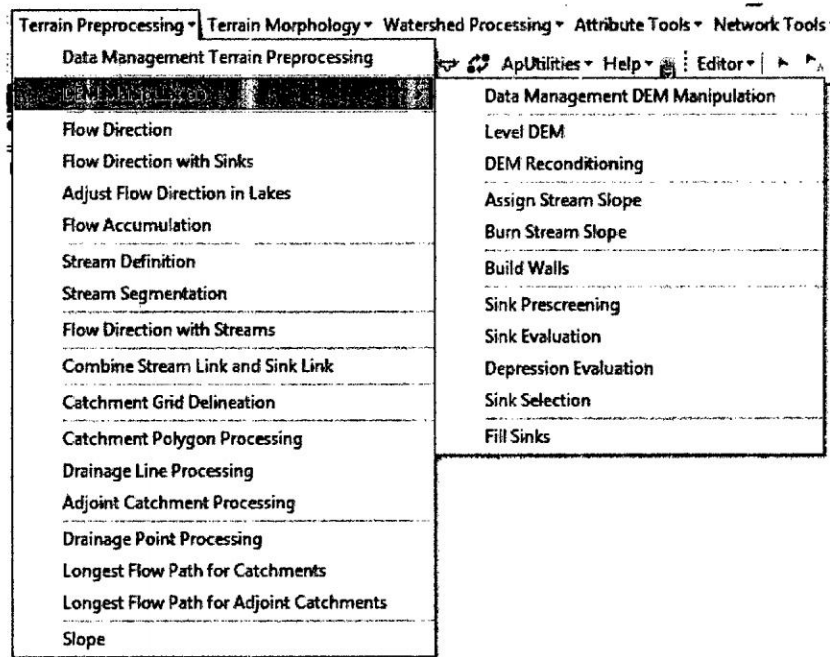 Terrain Preprocessing Terrain Morphology Watershed Processing Attribute Tools Network Tools
Data Management Terrain Preprocessing
ApUtilities Help Editor
DEM Manipulation
Flow Direction
Flow Direction with Sinks
Adjust Flow Direction in Lakes
Flow Accumulation
Stream Definition
Stream Segmentation
Flow Direction with Streams
Combine Stream Link and Sink Link
Catchment Grid Delineation
Catchment Polygon Processing
Drainage Line Processing
Adjoint Catchment Processing
Drainage Point Processing
Longest Flow Path for Catchments
Longest Flow Path for Adjoint Catchments
Slope
Data Management DEM Manipulation
Level DEM
DEM Reconditioning
Assign Stream Slope
Burn Stream Slope
Build Walls
Sink Prescreening
Sink Evaluation
Depression Evaluation
Sink Selection
Fill Sinks